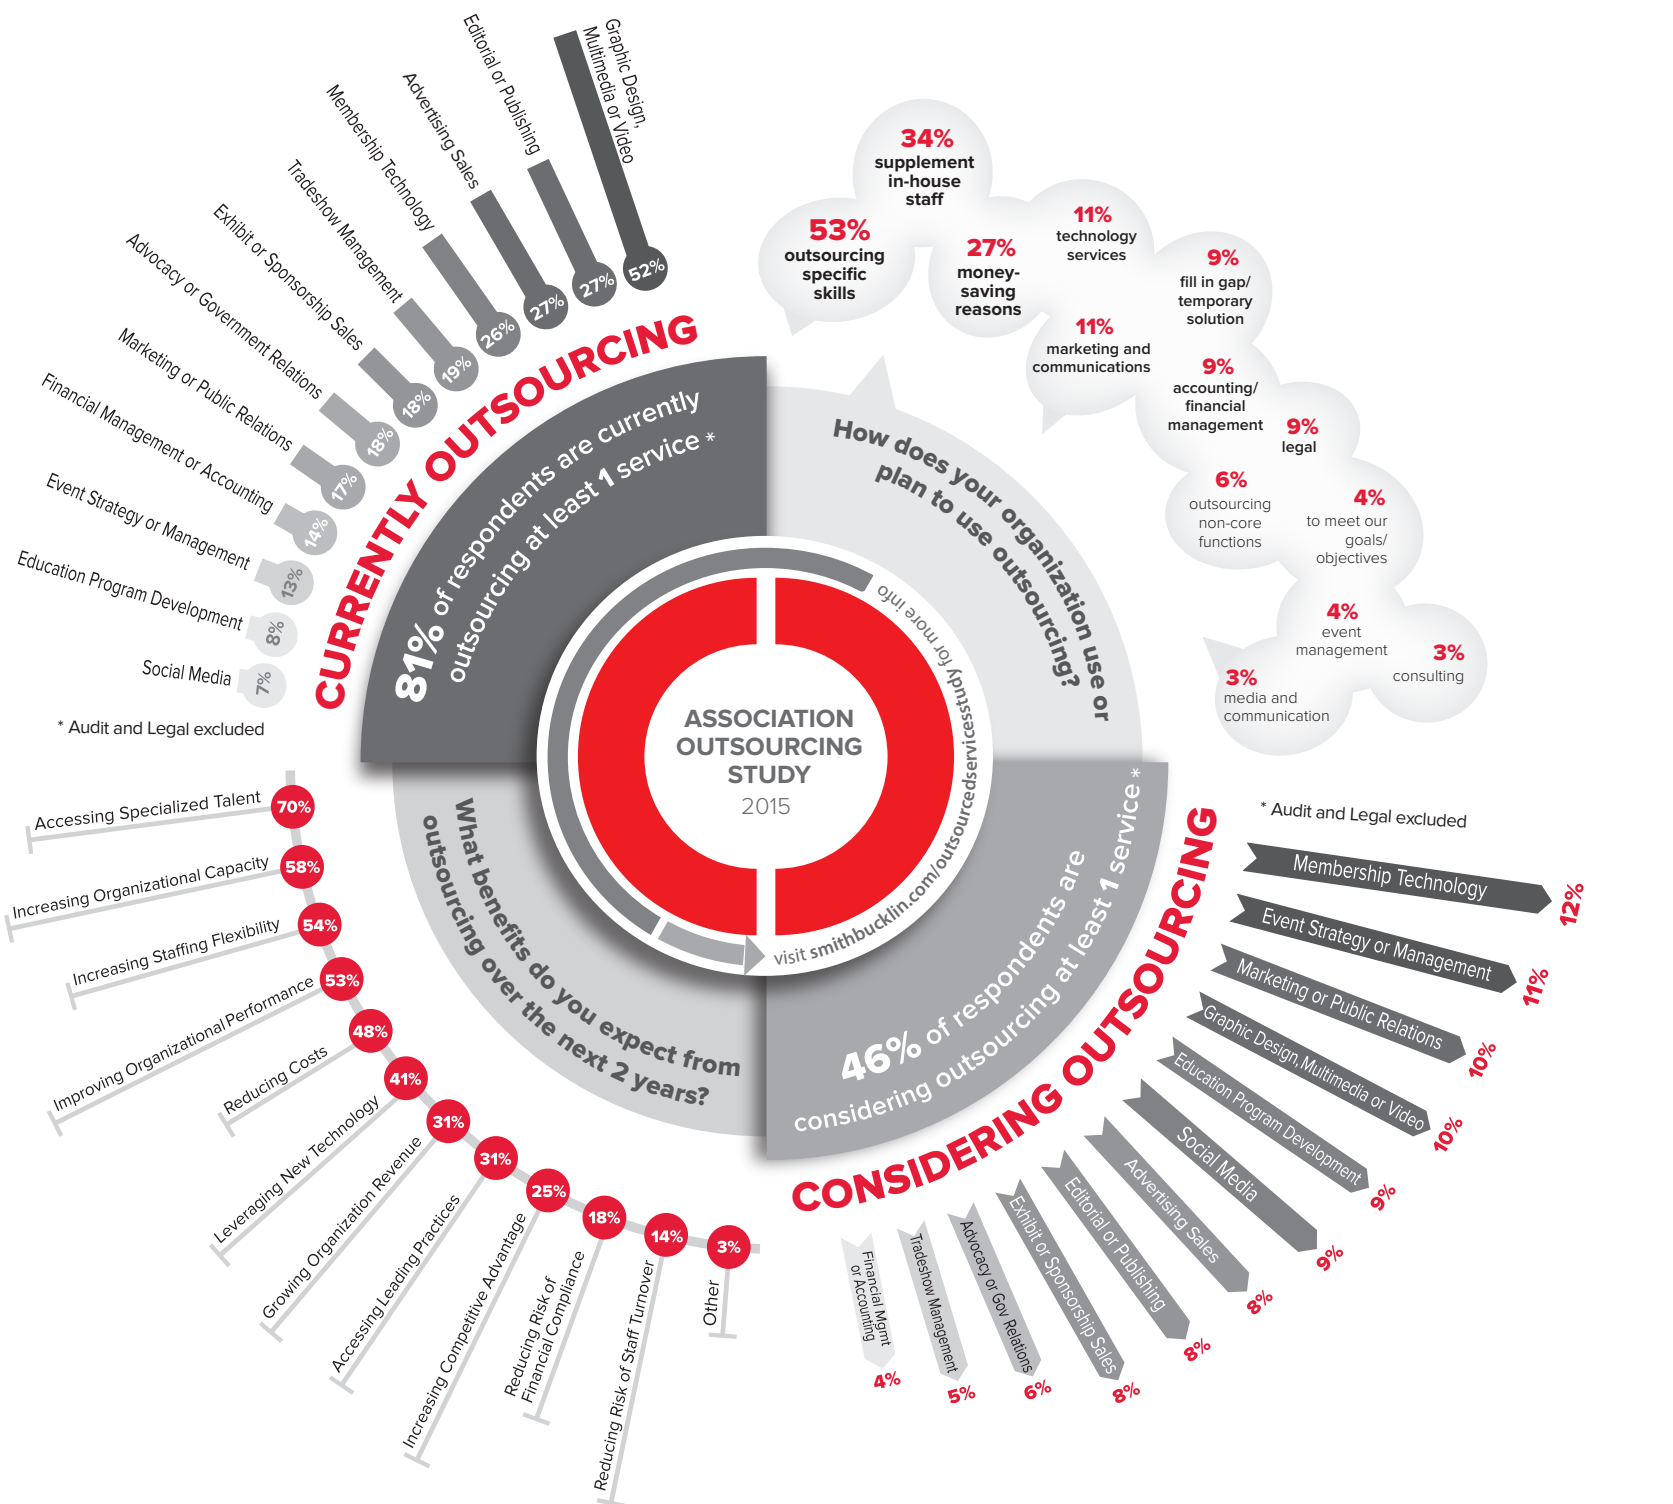 ASSOCIATION
OUTSOURCING
STUDY
2015
visit smithbucklin.com/outsourcedservicesstudy for more info
CURRENTLY OUTSOURCING
81% of respondents are currently
outsourcing at least 1 service *
Graphic Design,
Multimedia or Video
52%
Editorial or Publishing
27%
Advertising Sales
27%
Membership Technology
26%
Tradeshow Management
19%
Exhibit or Sponsorship Sales
18%
Advocacy or Government Relations
18%
Marketing or Public Relations
17%
Financial Management or Accounting
14%
Event Strategy or Management
13%
Education Program Development
8%
Social Media
7%
* Audit and Legal excluded
How does your organization use or
plan to use outsourcing?
53%
outsourcing
specific
skills
34%
supplement
in-house
staff
27%
money-
saving
reasons
11%
technology
services
11%
marketing and
communications
9%
fill in gap/
temporary
solution
9%
accounting/
financial
management
9%
legal
6%
outsourcing
non-core
functions
4%
to meet our
goals/
objectives
4%
event
management
3%
consulting
3%
media and
communication
CONSIDERING OUTSOURCING
46% of respondents are
considering outsourcing at least 1 service *
* Audit and Legal excluded
Membership Technology
12%
Event Strategy or Management
11%
Marketing or Public Relations
10%
Graphic Design, Multimedia or Video
10%
Education Program Development
9%
Social Media
9%
Advertising Sales
8%
Editorial or Publishing
8%
Exhibit or Sponsorship Sales
8%
Advocacy or Gov Relations
6%
Tradeshow Management
5%
Financial Mgmt
or Accounting
4%
What benefits do you expect from
outsourcing over the next 2 years?
Accessing Specialized Talent
70%
Increasing Organizational Capacity
58%
Increasing Staffing Flexibility
54%
Improving Organizational Performance
53%
Reducing Costs
48%
Leveraging New Technology
41%
Growing Organization Revenue
31%
Accessing Leading Practices
31%
Increasing Competitive Advantage
25%
Reducing Risk of
Financial Compliance
18%
Reducing Risk of Staff Turnover
14%
Other
3%